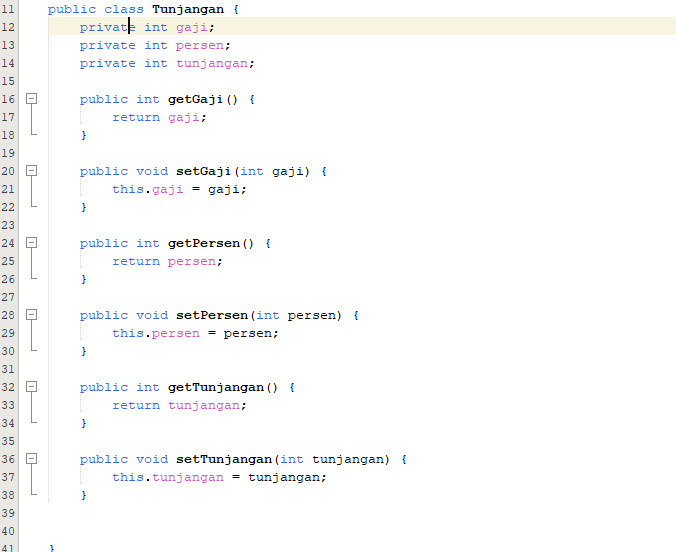 11 public class Tunjangan {
12 private int gaji;
13 private int persen;
14 private int tunjangan;
15
16 public int getGaji() {
17 return gaji;
18 }
19
20 public void setGaji(int gaji) {
21 this.gaji = gaji;
22 }
23
24 public int getPersen() {
25 return persen;
26 }
27
28 public void setPersen(int persen) {
29 this.persen = persen;
30 }
31
32 public int getTunjangan() {
33 return tunjangan;
34 }
35
36 public void setTunjangan(int tunjangan) {
37 this.tunjangan = tunjangan;
38 }
39
40
41 }